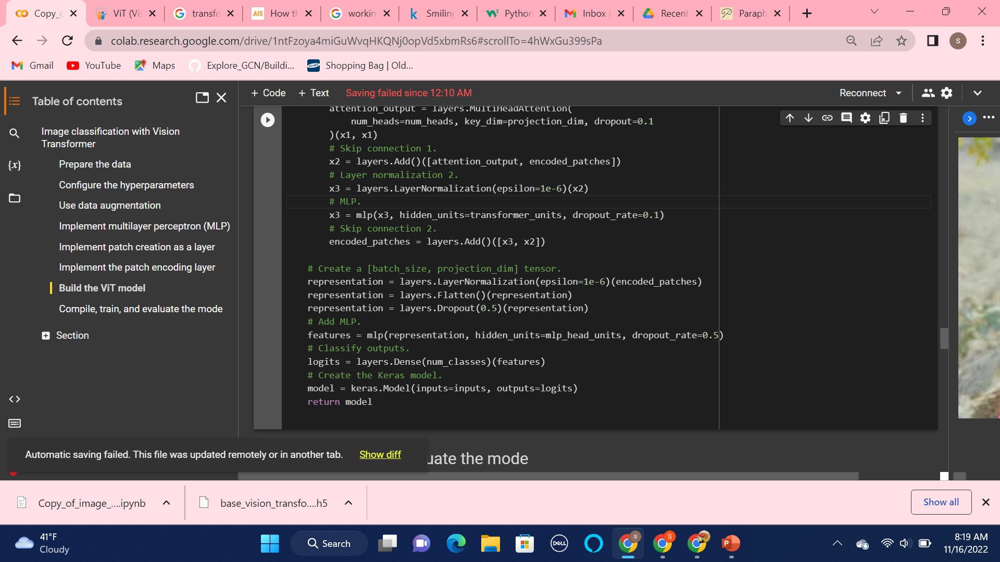 Copy_c
ViT (Vis
transfo
AIS
How th
workin
k
Smiling
Python
Inbox (
Recent
Paraph
colab.research.google.com/drive/1ntFzoya4miGuWvqHKQNj0opVd5xbmRs6#scrollTo=4hWxGu399sPa
S
Gmail
YouTube
Maps
Explore_GCN/Buildi...
Shopping Bag | Old...
Table of contents
+ Code
+ Text
Saving failed since 12:10 AM
Reconnect
Image classification with Vision
Transformer
Prepare the data
Configure the hyperparameters
Use data augmentation
Implement multilayer perceptron (MLP)
Implement patch creation as a layer
Implement the patch encoding layer
Build the ViT model
Compile, train, and evaluate the mode
Section
{x}
attention_output = layers.MultiHeadAttention(
num_heads=num_heads, key_dim=projection_dim, dropout=0.1
)(x1, x1)
# Skip connection 1.
x2 = layers.Add()([attention_output, encoded_patches])
# Layer normalization 2.
x3 = layers.LayerNormalization(epsilon=1e-6)(x2)
# MLP.
x3 = mlp(x3, hidden_units=transformer_units, dropout_rate=0.1)
# Skip connection 2.
encoded_patches = layers.Add()([x3, x2])
# Create a [batch_size, projection_dim] tensor.
representation = layers.LayerNormalization(epsilon=1e-6)(encoded_patches)
representation = layers.Flatten()(representation)
representation = layers.Dropout(0.5)(representation)
# Add MLP.
features = mlp(representation, hidden_units=mlp_head_units, dropout_rate=0.5)
# Classify outputs.
logits = layers.Dense(num_classes)(features)
# Create the Keras model.
model = keras.Model(inputs=inputs, outputs=logits)
return model
Automatic saving failed. This file was updated remotely or in another tab.
Show diff
uate the mode
Copy_of_image_....ipynb
base_vision_transfo....h5
Show all
41°F
Cloudy
Search
DELL
S
S
P
8:19 AM
11/16/2022